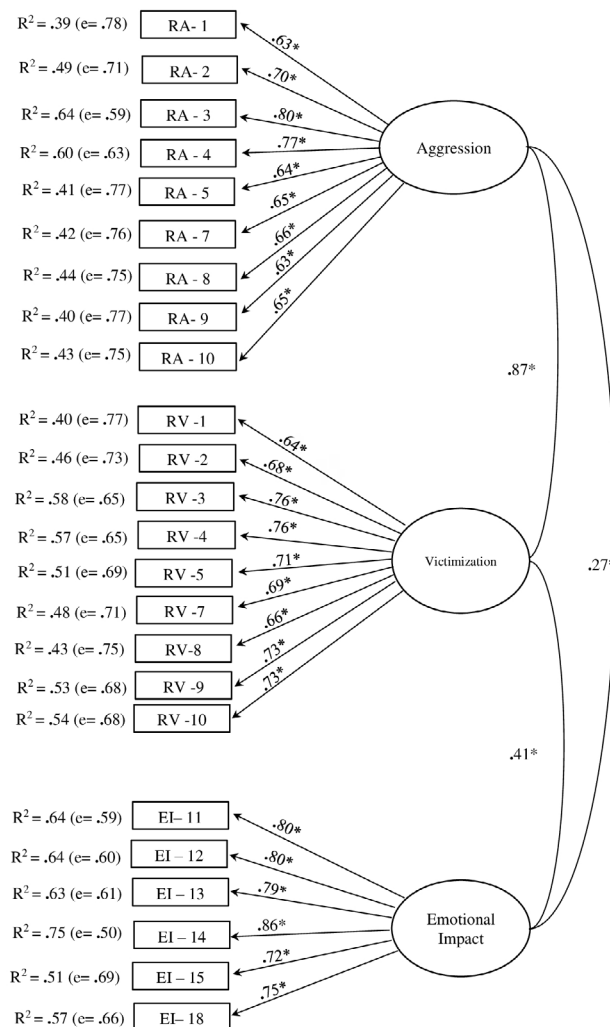 R² = .39 (e= .78) RA- 1 .63*
R² = .49 (e= .71) RA- 2 .70*
R² = .64 (e= .59) RA - 3 .80*
R² = .60 (e= .63) RA - 4 .77*
Aggression
R² = .41 (e= .77) RA - 5 .64*
R² = .42 (e= .76) RA - 7 .65*
R² = .44 (e= .75) RA - 8 .66*
R² = .40 (e= .77) RA- 9 .63*
R² = .43 (e= .75) RA - 10 .65*
.87*
R² = .40 (e= .77) RV -1 .64*
R² = .46 (e= .73) RV -2 .68*
R² = .58 (e= .65) RV -3 .76*
R² = .57 (e= .65) RV -4 .76*
Victimization
.27*
R² = .51 (e= .69) RV -5 .71*
R² = .48 (e= .71) RV -7 .69*
R² = .43 (e= .75) RV-8 .66*
R² = .53 (e= .68) RV -9 .73*
R² = .54 (e= .68) RV -10 .73*
.41*
R² = .64 (e= .59) EI– 11 .80*
R² = .64 (e= .60) EI – 12 .80*
R² = .63 (e= .61) EI – 13 .79*
R² = .75 (e= .50) EI – 14 .86*
Emotional
Impact
R² = .51 (e= .69) EI – 15 .72*
R² = .57 (e= .66) EI– 18 .75*